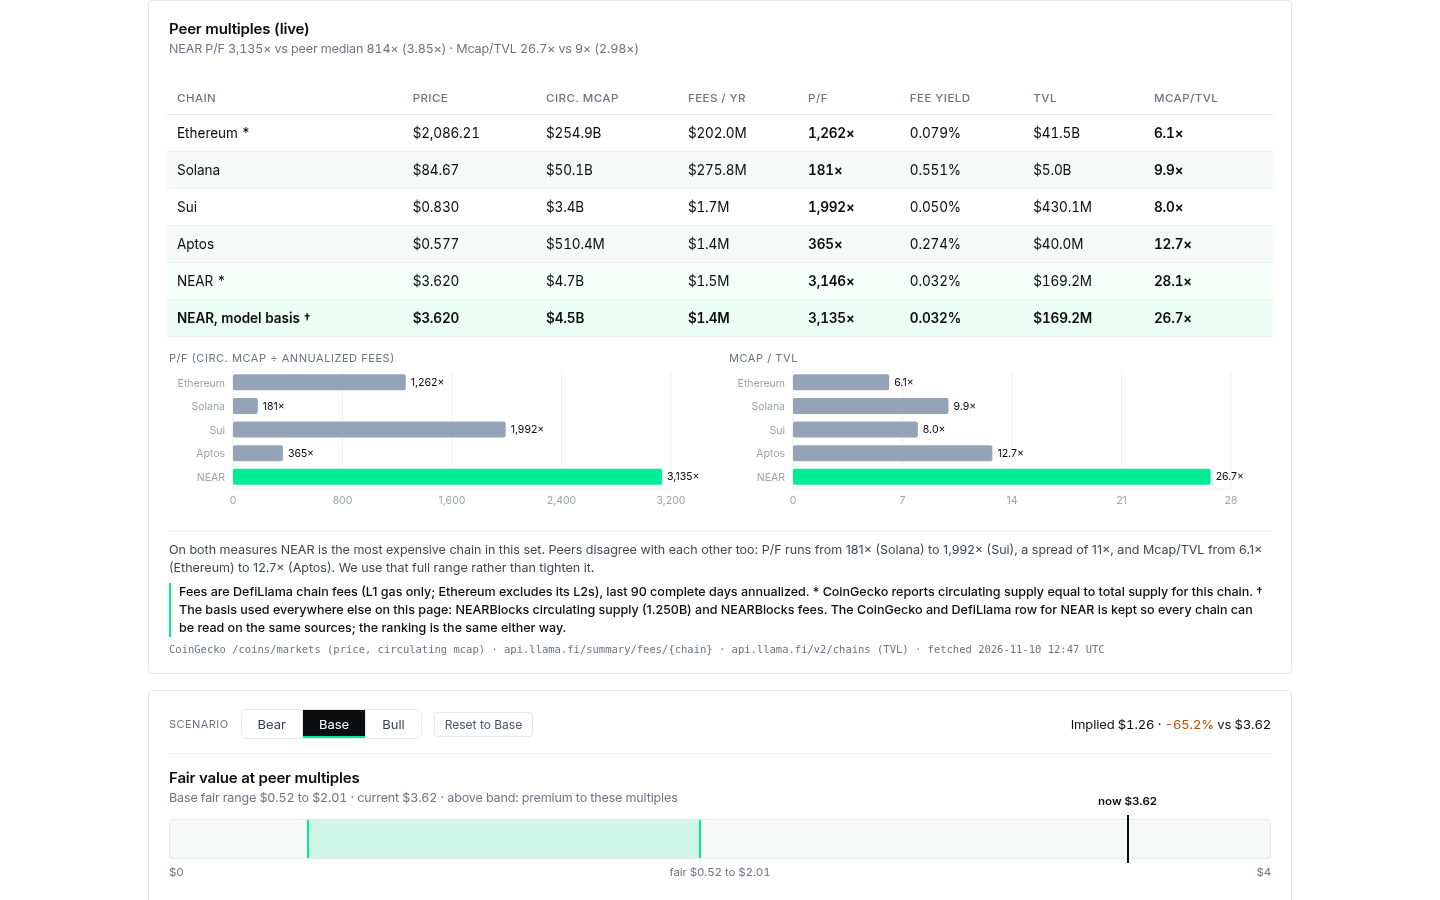 Peer multiples (live)
NEAR P/F 3,135× vs peer median 814× (3.85×) · Mcap/TVL 26.7× vs 9× (2.98×)
CHAIN PRICE CIRC. MCAP FEES / YR P/F FEE YIELD TVL MCAP/TVL
Ethereum * $2,086.21 $254.9B $202.0M 1,262× 0.079% $41.5B 6.1×
Solana $84.67 $50.1B $275.8M 181× 0.551% $5.0B 9.9×
Sui $0.830 $3.4B $1.7M 1,992× 0.050% $430.1M 8.0×
Aptos $0.577 $510.4M $1.4M 365× 0.274% $40.0M 12.7×
NEAR * $3.620 $4.7B $1.5M 3,146× 0.032% $169.2M 28.1×
NEAR, model basis † $3.620 $4.5B $1.4M 3,135× 0.032% $169.2M 26.7×
P/F (CIRC. MCAP ÷ ANNUALIZED FEES)
Ethereum 1,262×
Solana 181×
Sui 1,992×
Aptos 365×
NEAR 3,135×
0 800 1,600 2,400 3,200
MCAP / TVL
Ethereum 6.1×
Solana 9.9×
Sui 8.0×
Aptos 12.7×
NEAR 26.7×
0 7 14 21 28
On both measures NEAR is the most expensive chain in this set. Peers disagree with each other too: P/F runs from 181× (Solana) to 1,992× (Sui), a spread of 11×, and Mcap/TVL from 6.1×
(Ethereum) to 12.7× (Aptos). We use that full range rather than tighten it.
Fees are DefiLlama chain fees (L1 gas only; Ethereum excludes its L2s), last 90 complete days annualized. * CoinGecko reports circulating supply equal to total supply for this chain. †
The basis used everywhere else on this page: NEARBlocks circulating supply (1.250B) and NEARBlocks fees. The CoinGecko and DefiLlama row for NEAR is kept so every chain can
be read on the same sources; the ranking is the same either way.
CoinGecko /coins/markets (price, circulating mcap) · api.llama.fi/summary/fees/{chain} · api.llama.fi/v2/chains (TVL) · fetched 2026-11-10 12:47 UTC
SCENARIO Bear Base Bull Reset to Base Implied $1.26 · -65.2% vs $3.62
Fair value at peer multiples
Base fair range $0.52 to $2.01 · current $3.62 · above band: premium to these multiples
now $3.62
$0 fair $0.52 to $2.01 $4